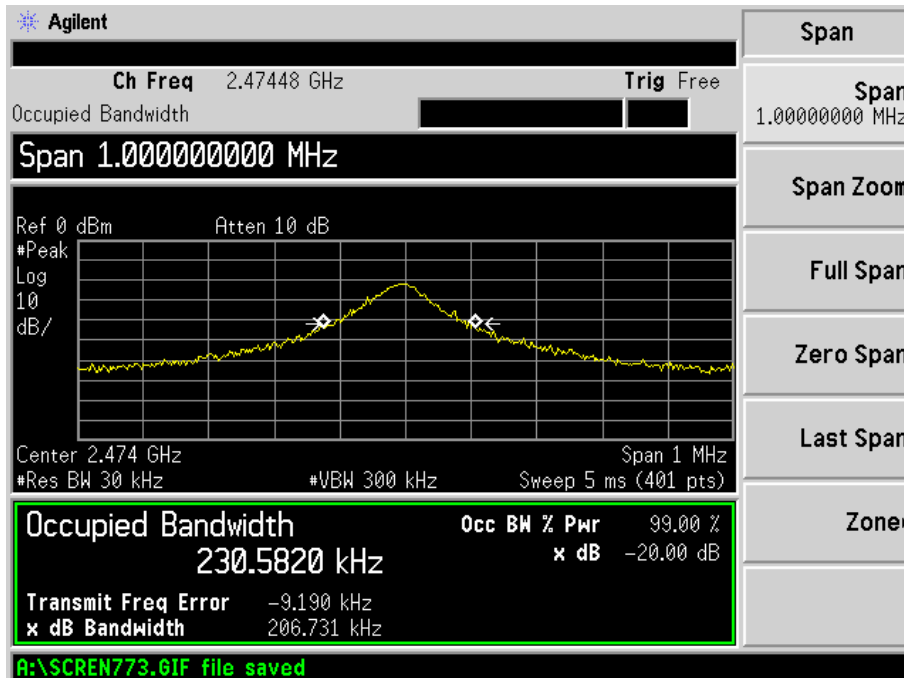 Agilent
Span
Ch Freq 2.47448 GHz Trig Free
Occupied Bandwidth
Span
1.00000000 MHz
Span 1.000000000 MHz
Span Zoom
Ref 0 dBm Atten 10 dB
#Peak
Log
10
dB/
Full Span
Zero Span
Last Span
Center 2.474 GHz Span 1 MHz
#Res BW 30 kHz #VBW 300 kHz Sweep 5 ms (401 pts)
Occupied Bandwidth
230.5820 kHz
Occ BW % Pwr 99.00 %
x dB -20.00 dB
Zone
Transmit Freq Error -9.190 kHz
x dB Bandwidth 206.731 kHz
A:\SCREN773.GIF file saved